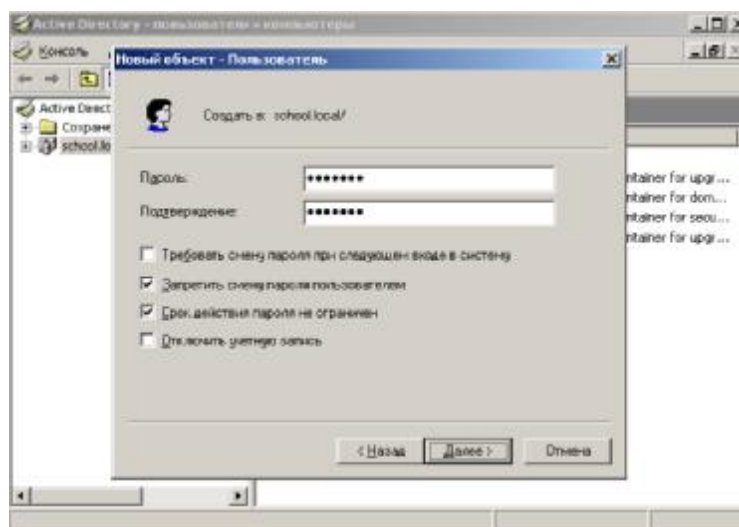 Active Directory - пользователи и компьютеры
Консоль
Новый объект - Пользователь
Active Direct
Создать в: school.local/
Сохране
school.lo
Пароль:
Подтверждение:
ntainer for upgr...
ntainer for dom...
ntainer for secu...
ntainer for upgr...
Требовать смену пароля при следующем входе в систему
Запретить смену пароля пользователем
Срок действия пароля не ограничен
Отключить учетную запись
< Назад
Далее >
Отмена